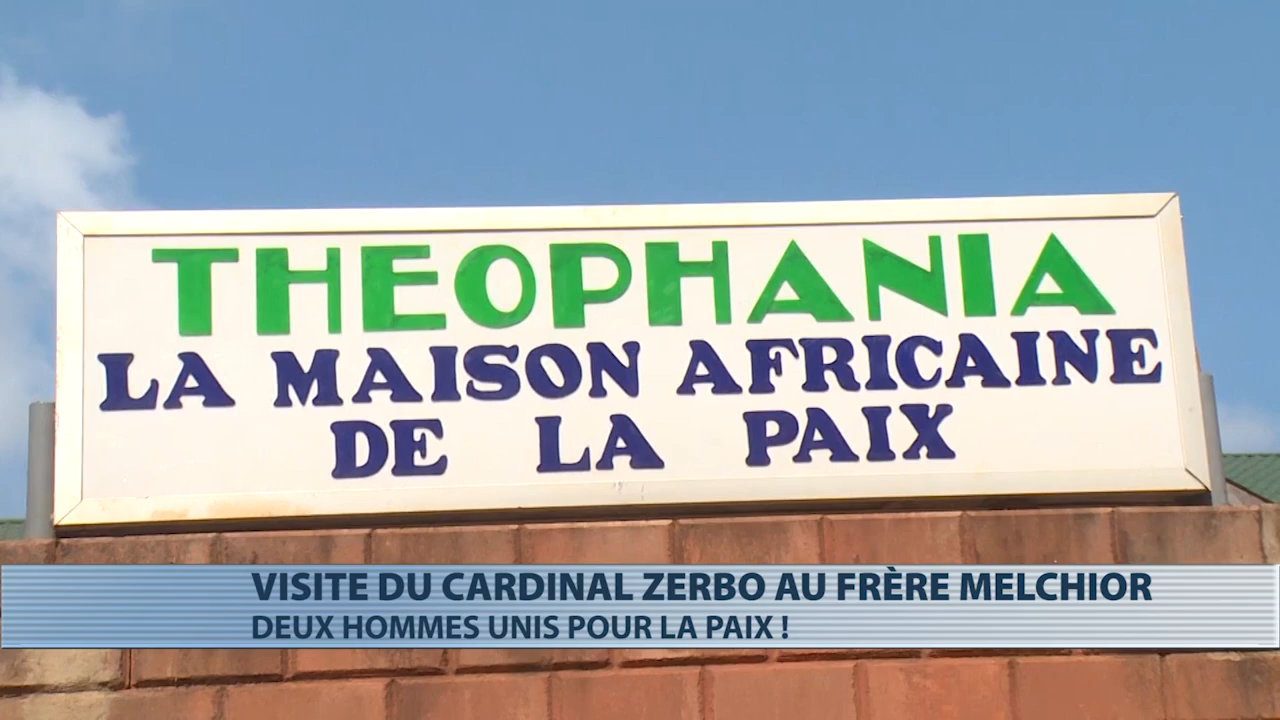 THEOPHANIA
LA MAISON AFRICAINE
DE LA PAIX
VISITE DU CARDINAL ZERBO AU FRÈRE MELCHIOR
DEUX HOMMES UNIS POUR LA PAIX !